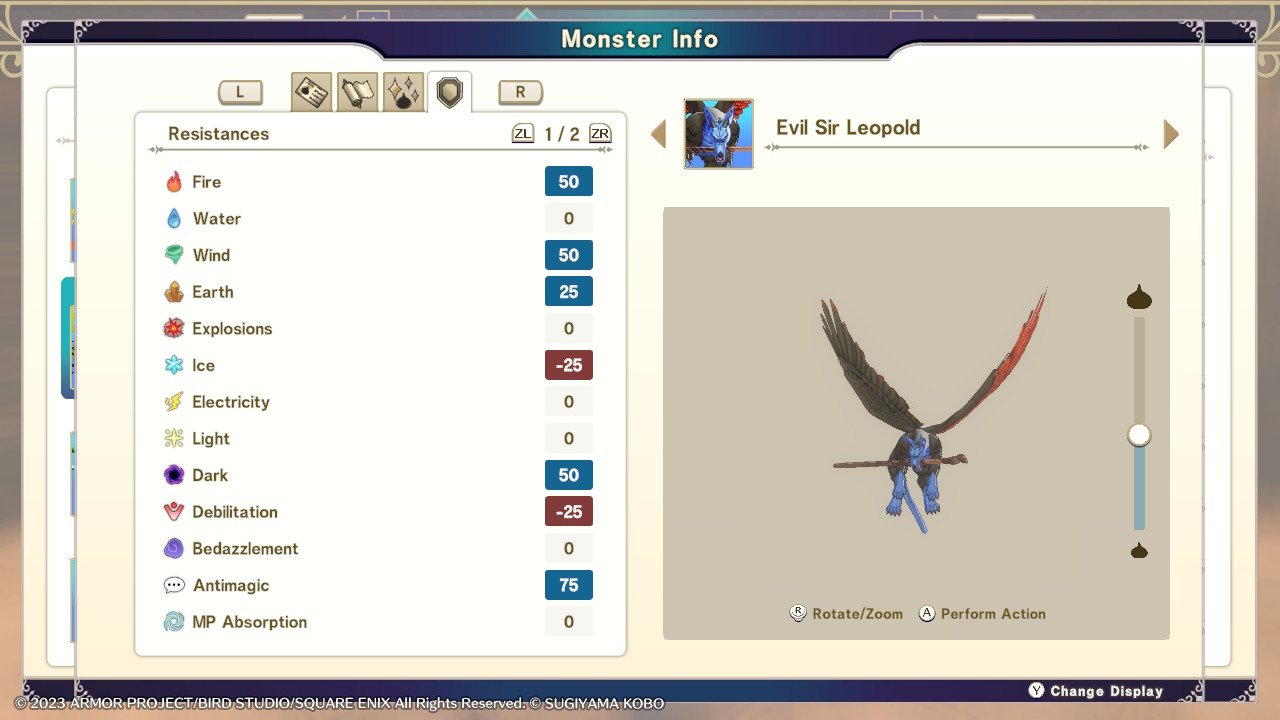 Monster Info
L
R
Resistances
ZL 1 / 2 ZR
Evil Sir Leopold
Fire 50
Water 0
Wind 50
Earth 25
Explosions 0
Ice -25
Electricity 0
Light 0
Dark 50
Debilitation -25
Bedazzlement 0
Antimagic 75
MP Absorption 0
R Rotate/Zoom A Perform Action
Y Change Display
© 2023 ARMOR PROJECT/BIRD STUDIO/SQUARE ENIX All Rights Reserved. © SUGIYAMA KOBO